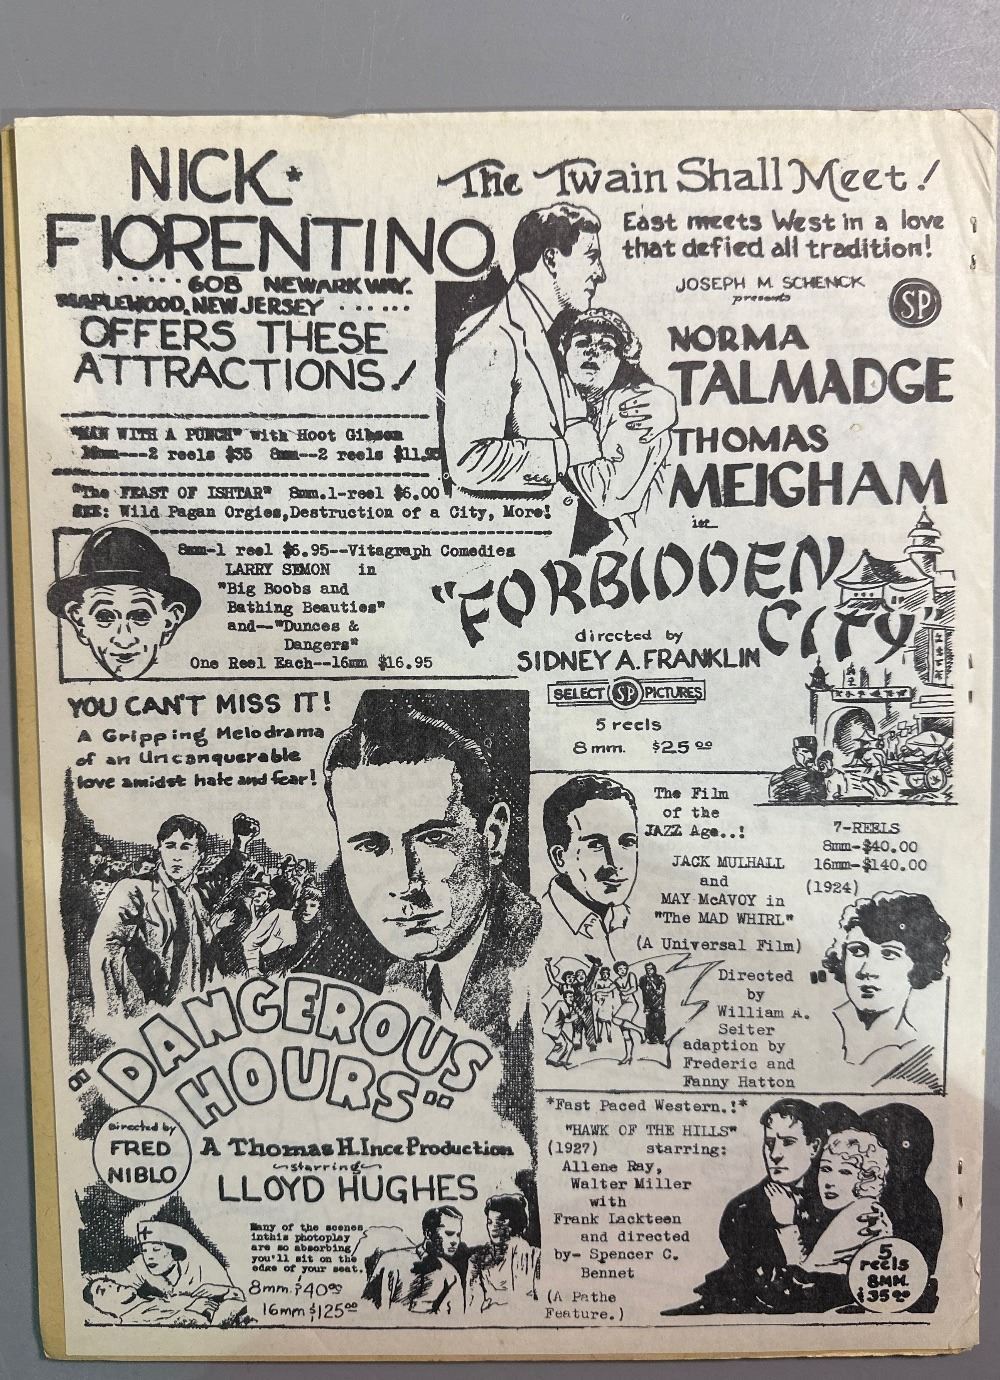 NICK*
FIORENTINO
..... 608 NEWARK WAY.
MAPLEWOOD, NEW JERSEY ......
OFFERS THESE
ATTRACTIONS!
"MAN WITH A PUNCH" with Hoot Gibson
16mm---2 reels $35 8mm--2 reels $11.95
"The FEAST OF ISHTAR" 8mm.1-reel $6.00
SEE: Wild Pagan Orgies,Destruction of a City, More!
8mm-1 reel $6.95--Vitagraph Comedies
LARRY SEMON in
"Big Boobs and
Bathing Beauties"
and--"Dunces &
Dangers"
One Reel Each--16mm $16.95
The Twain Shall Meet!
East meets West in a love
that defied all tradition!
JOSEPH M. SCHENCK
presents
SP
NORMA
TALMADGE
THOMAS
MEIGHAM
in
"FORBIDDEN
CITY"
directed by
SIDNEY A. FRANKLIN
SELECT SP PICTURES
5 reels
8 mm. $25.00
YOU CAN'T MISS IT!
A Gripping Melodrama
of an Uncanquerable
love amidst hate and fear!
"DANGEROUS
HOURS"
directed by
FRED
NIBLO
A Thomas H. Ince Production
-starring-
LLOYD HUGHES
Many of the scenes
inthis photoplay
are so absorbing
you'll sit on the
edge of your seat.
8mm. $40.00
16mm $125.00
The Film
of the
JAZZ Age..!
JACK MULHALL
and
MAY McAVOY in
"The MAD WHIRL"
(A Universal Film)
7-REELS
8mm-$40.00
16mm-$140.00
(1924)
Directed
by
William A.
Seiter
adaption by
Frederic and
Fanny Hatton
*Fast Paced Western.!*
"HAWK OF THE HILLS"
(1927) starring:
Allene Ray,
Walter Miller
with
Frank Lackteen
and directed
by- Spencer C.
Bennet
(A Pathe
Feature.)
5
reels
8MM.
$35.00